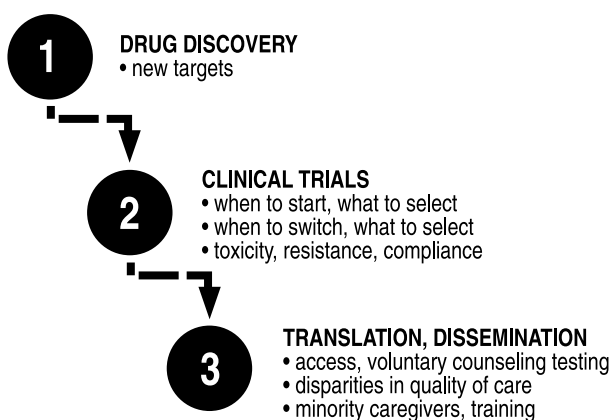 1
DRUG DISCOVERY
• new targets
2
CLINICAL TRIALS
• when to start, what to select
• when to switch, what to select
• toxicity, resistance, compliance
3
TRANSLATION, DISSEMINATION
• access, voluntary counseling testing
• disparities in quality of care
• minority caregivers, training